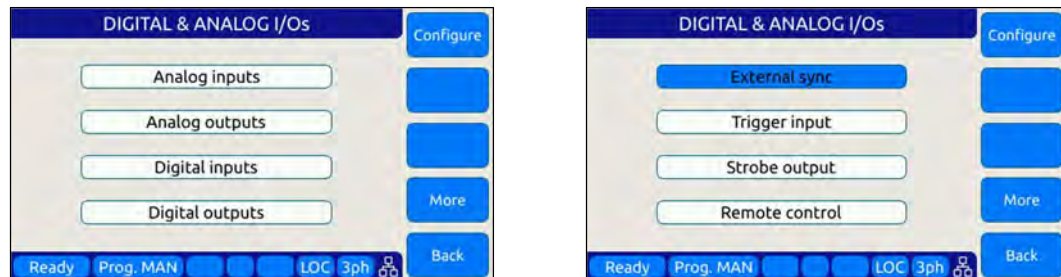 DIGITAL & ANALOG I/Os
Configure
Analog inputs
Analog outputs
Digital inputs
Digital outputs
More
Back
Ready Prog. MAN LOC 3ph
DIGITAL & ANALOG I/Os
Configure
External sync
Trigger input
Strobe output
Remote control
More
Back
Ready Prog. MAN LOC 3ph